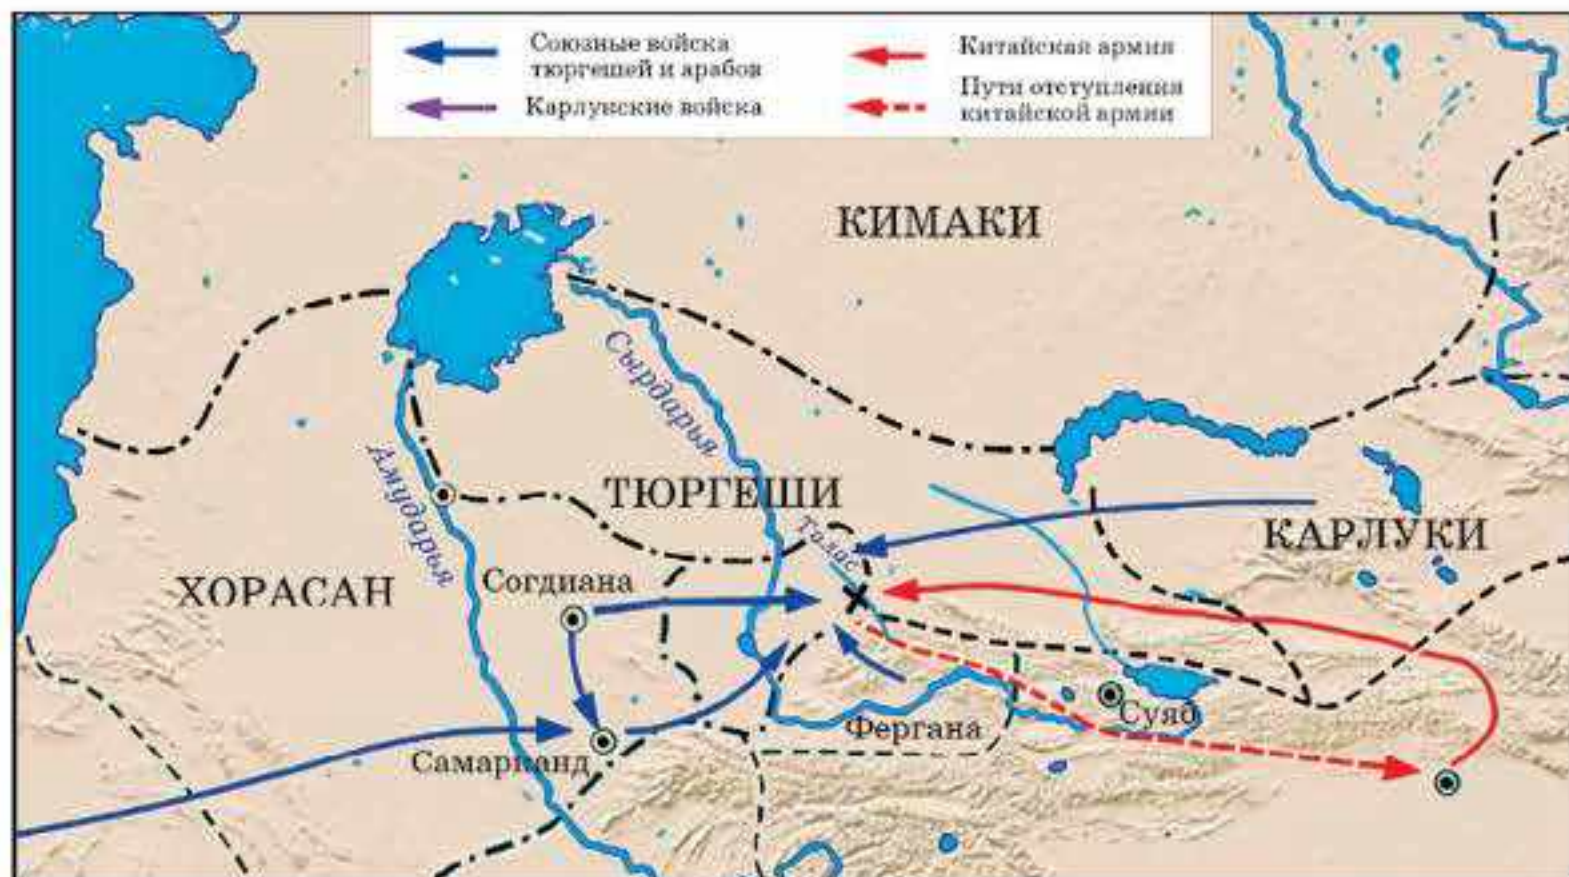 Союзные войска
тюргешей и арабов
Карлукские войска
Китайская армия
Пути отступления
китайской армии
КИМАКИ
Сырдарья
Амударья
ТЮРГЕШИ
Талас
КАРЛУКИ
ХОРАСАН
Согдиана
Суяб
Фергана
Самарканд